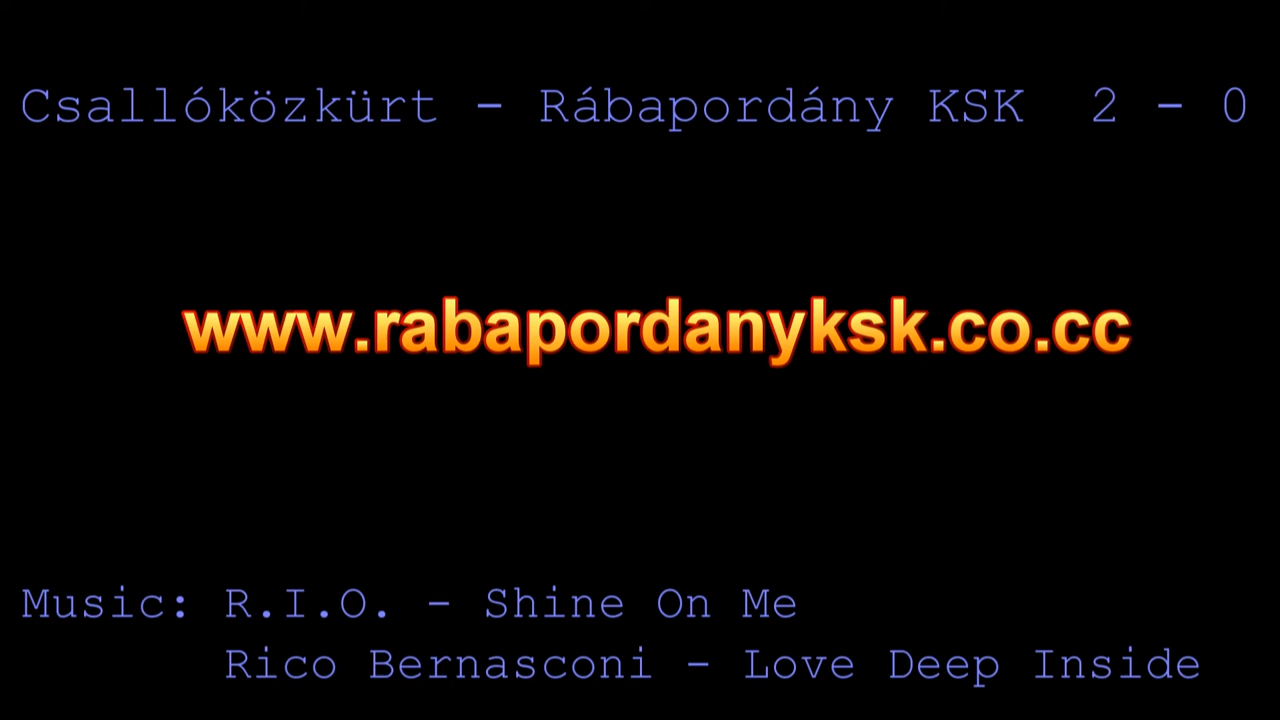 Csallóközkürt - Rábapordány KSK 2 - 0
www.rabapordanyksk.co.cc
Music: R.I.O. - Shine On Me
Rico Bernasconi - Love Deep Inside